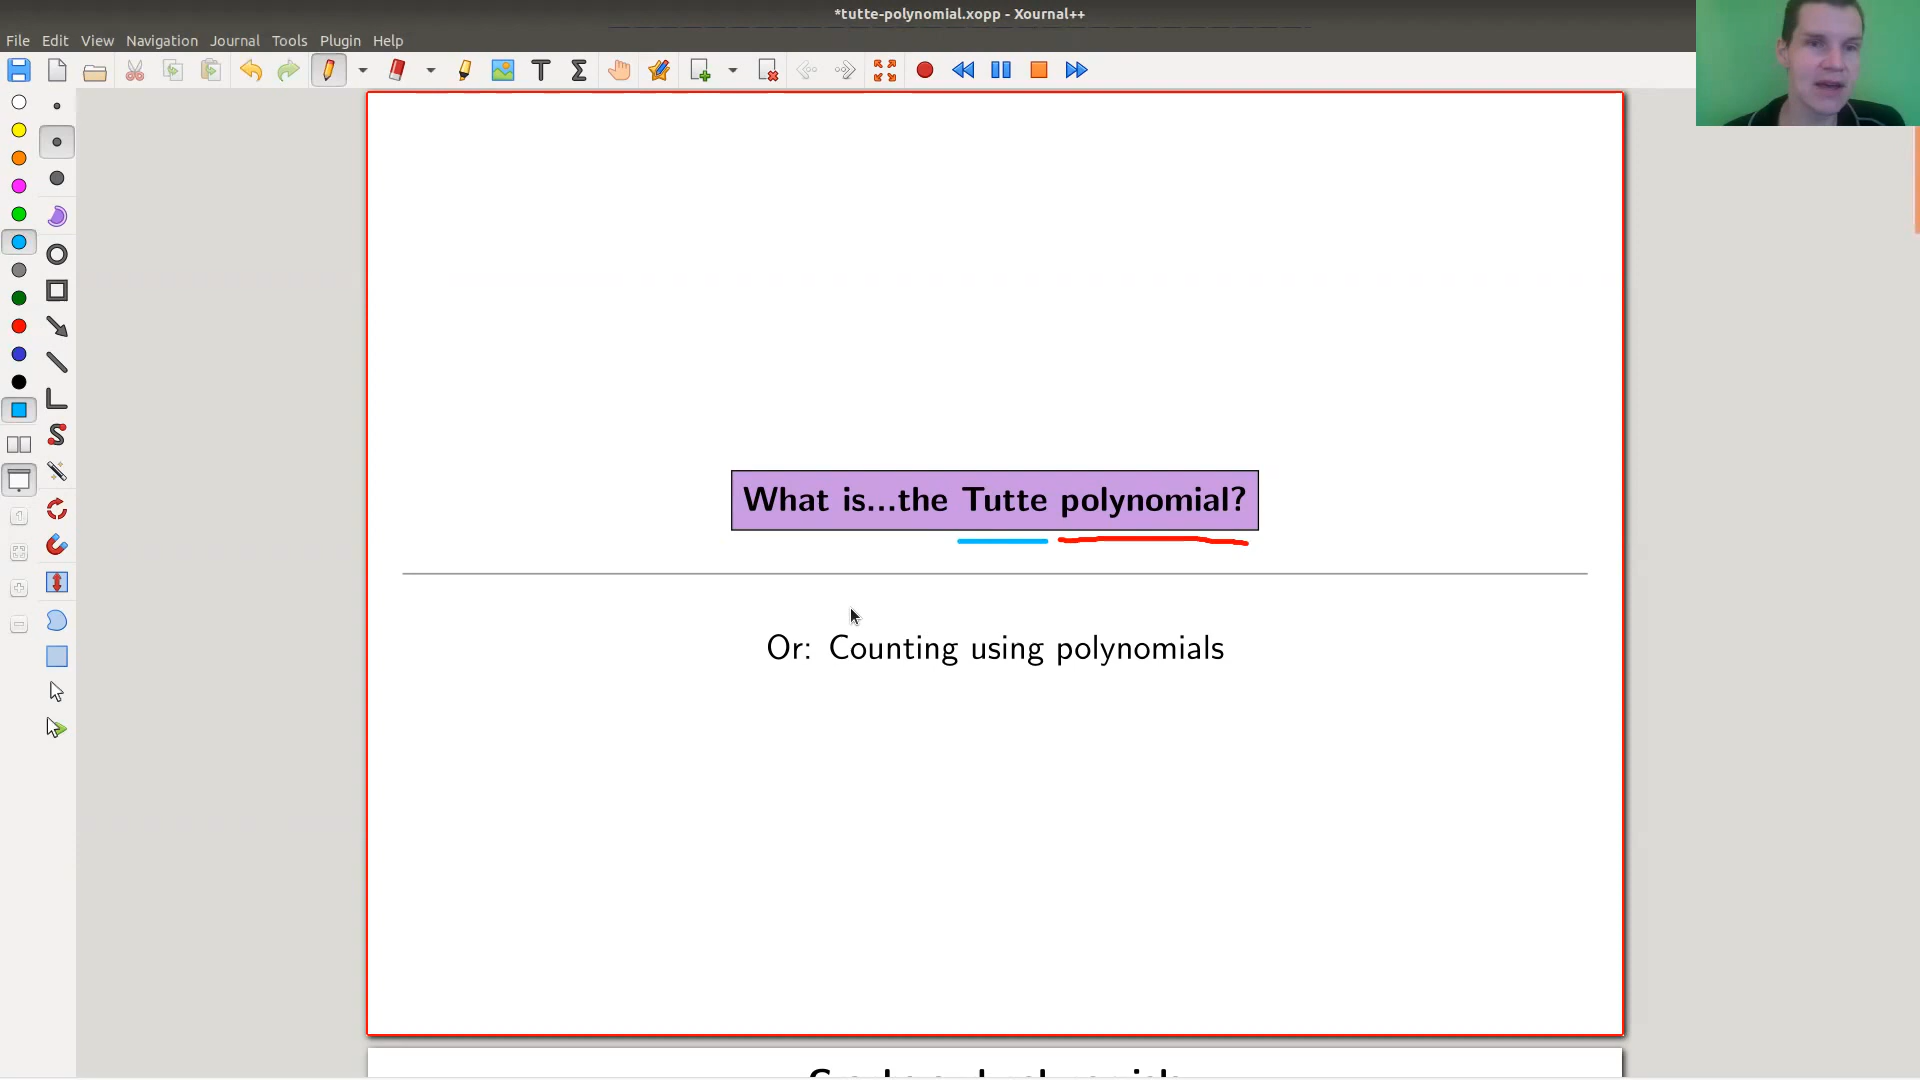 *tutte-polynomial.xopp - Xournal++
File Edit View Navigation Journal Tools Plugin Help
What is...the Tutte polynomial?
Or: Counting using polynomials